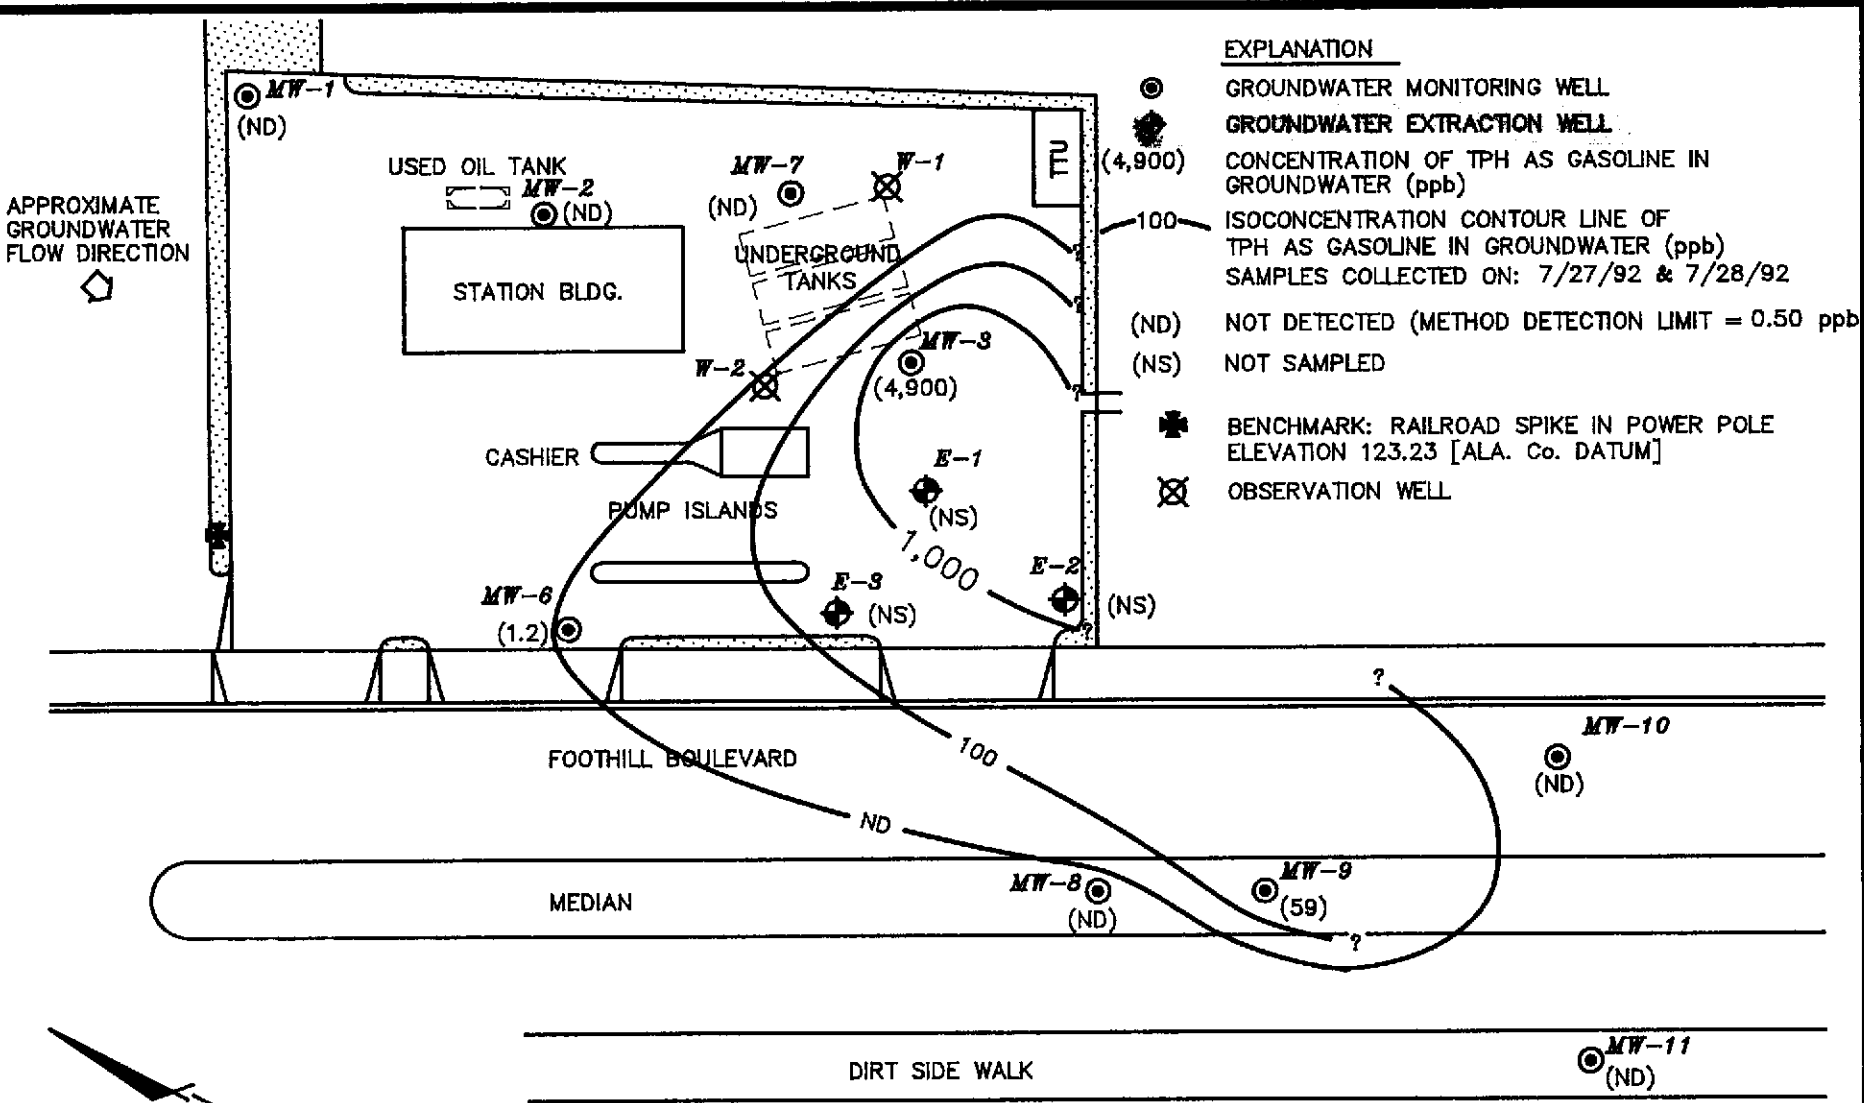 EXPLANATION
GROUNDWATER MONITORING WELL
GROUNDWATER EXTRACTION WELL
(4,900) CONCENTRATION OF TPH AS GASOLINE IN
GROUNDWATER (ppb)
100 ISOCONCENTRATION CONTOUR LINE OF
TPH AS GASOLINE IN GROUNDWATER (ppb)
SAMPLES COLLECTED ON: 7/27/92 & 7/28/92
(ND) NOT DETECTED (METHOD DETECTION LIMIT = 0.50 ppb
(NS) NOT SAMPLED
BENCHMARK: RAILROAD SPIKE IN POWER POLE
ELEVATION 123.23 [ALA. Co. DATUM]
OBSERVATION WELL
APPROXIMATE
GROUNDWATER
FLOW DIRECTION
MW-1
(ND)
USED OIL TANK
MW-2
(ND)
STATION BLDG.
MW-7
(ND)
W-1
TTU
UNDERGROUND
TANKS
?
?
?
MW-3
(4,900)
W-2
CASHIER
PUMP ISLANDS
E-1
(NS)
1,000
E-2
(NS)
?
E-3
(NS)
MW-6
(1.2)
?
MW-10
(ND)
FOOTHILL BOULEVARD
100
ND
MW-8
(ND)
MW-9
(59)
?
MEDIAN
DIRT SIDE WALK
MW-11
(ND)